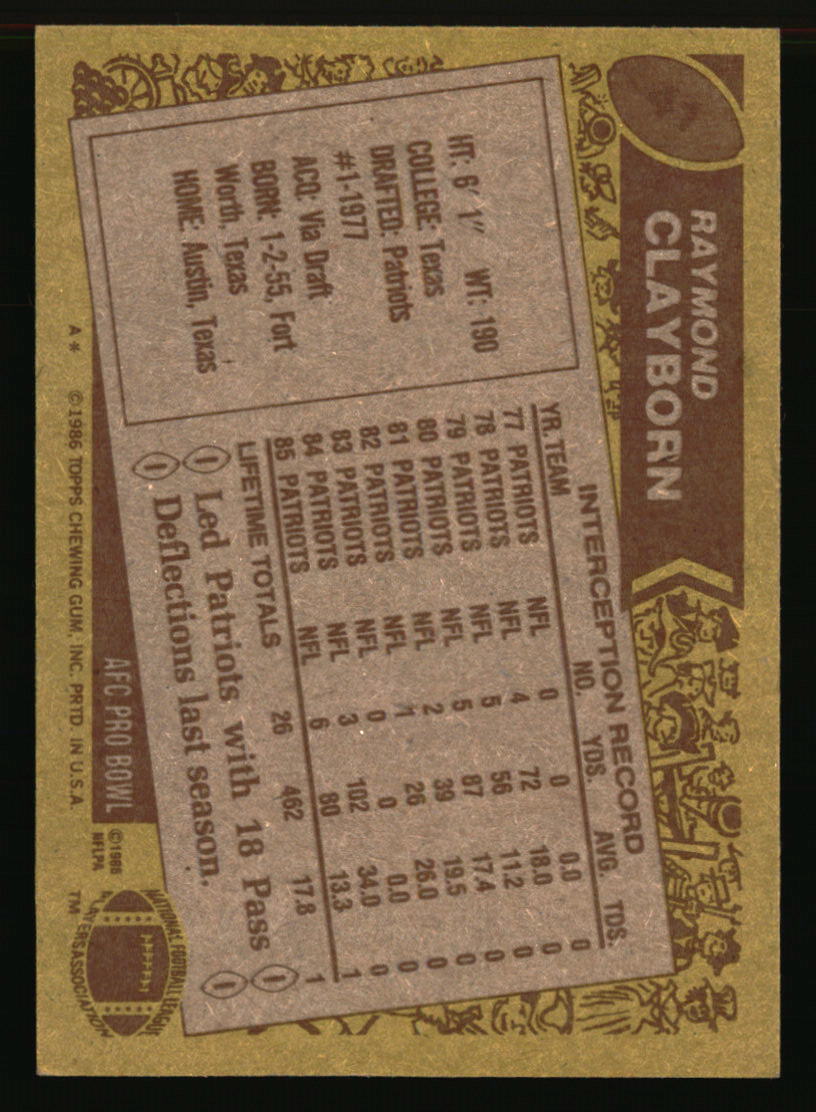 RAYMOND
CLAYBORN
HT: 6' 1" WT: 190
COLLEGE: Texas
DRAFTED: Patriots
#1-1977
ACQ: Via Draft
BORN: 1-2-55, Fort
Worth, Texas
HOME: Austin, Texas
INTERCEPTION RECORD
YR. TEAM NO. YDS. AVG. TDS.
77 PATRIOTS NFL 0 0 0.0 0
78 PATRIOTS NFL 4 72 18.0 0
79 PATRIOTS NFL 5 56 11.2 0
80 PATRIOTS NFL 5 87 17.4 0
81 PATRIOTS NFL 2 39 19.5 0
82 PATRIOTS NFL 1 26 26.0 0
83 PATRIOTS NFL 0 0 0.0 0
84 PATRIOTS NFL 3 102 34.0 0
85 PATRIOTS NFL 6 80 13.3 1
LIFETIME TOTALS 26 462 17.8 1
Led Patriots with 18 Pass
Deflections last season.
AFC PRO BOWL
©1986
NFLPA
NATIONAL FOOTBALL LEAGUE
PLAYERS ASSOCIATION
TM
A* ©1986 TOPPS CHEWING GUM, INC. PRTD. IN U.S.A.